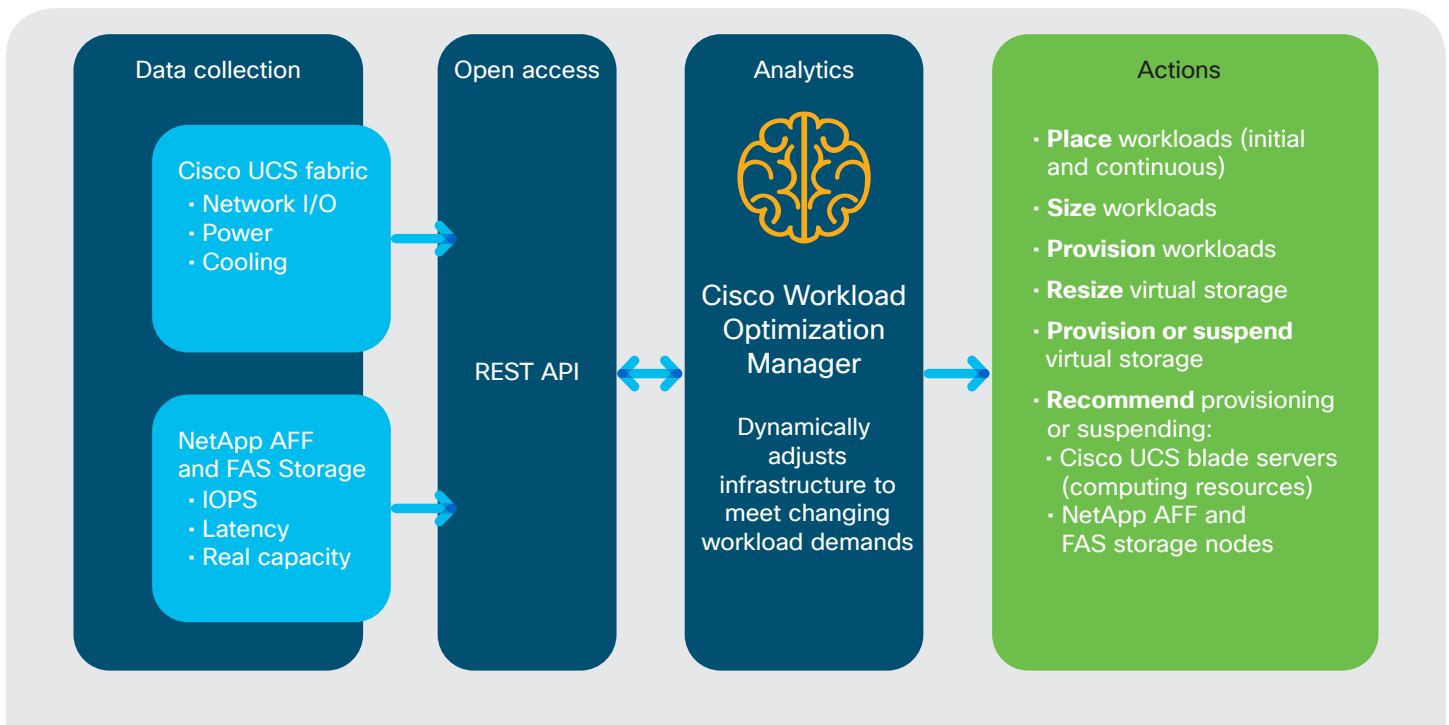 Data collection
Cisco UCS fabric
· Network I/O
· Power
· Cooling
NetApp AFF
and FAS Storage
· IOPS
· Latency
· Real capacity
Open access
REST API
Analytics
Cisco Workload
Optimization
Manager
Dynamically
adjusts
infrastructure to
meet changing
workload demands
Actions
· Place workloads (initial
and continuous)
· Size workloads
· Provision workloads
· Resize virtual storage
· Provision or suspend
virtual storage
· Recommend provisioning
or suspending:
· Cisco UCS blade servers
(computing resources)
· NetApp AFF and
FAS storage nodes